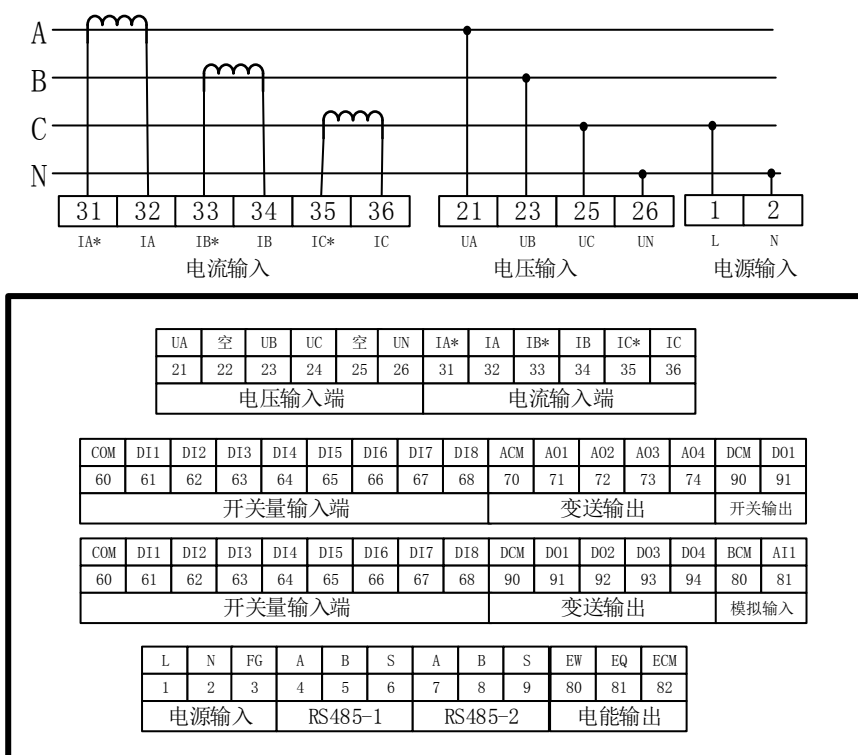 A
B
C
N
31 32 33 34 35 36 21 23 25 26 1 2
IA* IA IB* IB IC* IC UA UB UC UN L N
电流输入 电压输入 电源输入
UA 空 UB UC 空 UN IA* IA IB* IB IC* IC
21 22 23 24 25 26 31 32 33 34 35 36
电压输入端 电流输入端
COM DI1 DI2 DI3 DI4 DI5 DI6 DI7 DI8 ACM AO1 AO2 AO3 AO4 DCM DO1
60 61 62 63 64 65 66 67 68 70 71 72 73 74 90 91
开关量输入端 变送输出 开关输出
COM DI1 DI2 DI3 DI4 DI5 DI6 DI7 DI8 DCM DO1 DO2 DO3 DO4 BCM AI1
60 61 62 63 64 65 66 67 68 90 91 92 93 94 80 81
开关量输入端 变送输出 模拟输入
L N FG A B S A B S EW EQ ECM
1 2 3 4 5 6 7 8 9 80 81 82
电源输入 RS485-1 RS485-2 电能输出